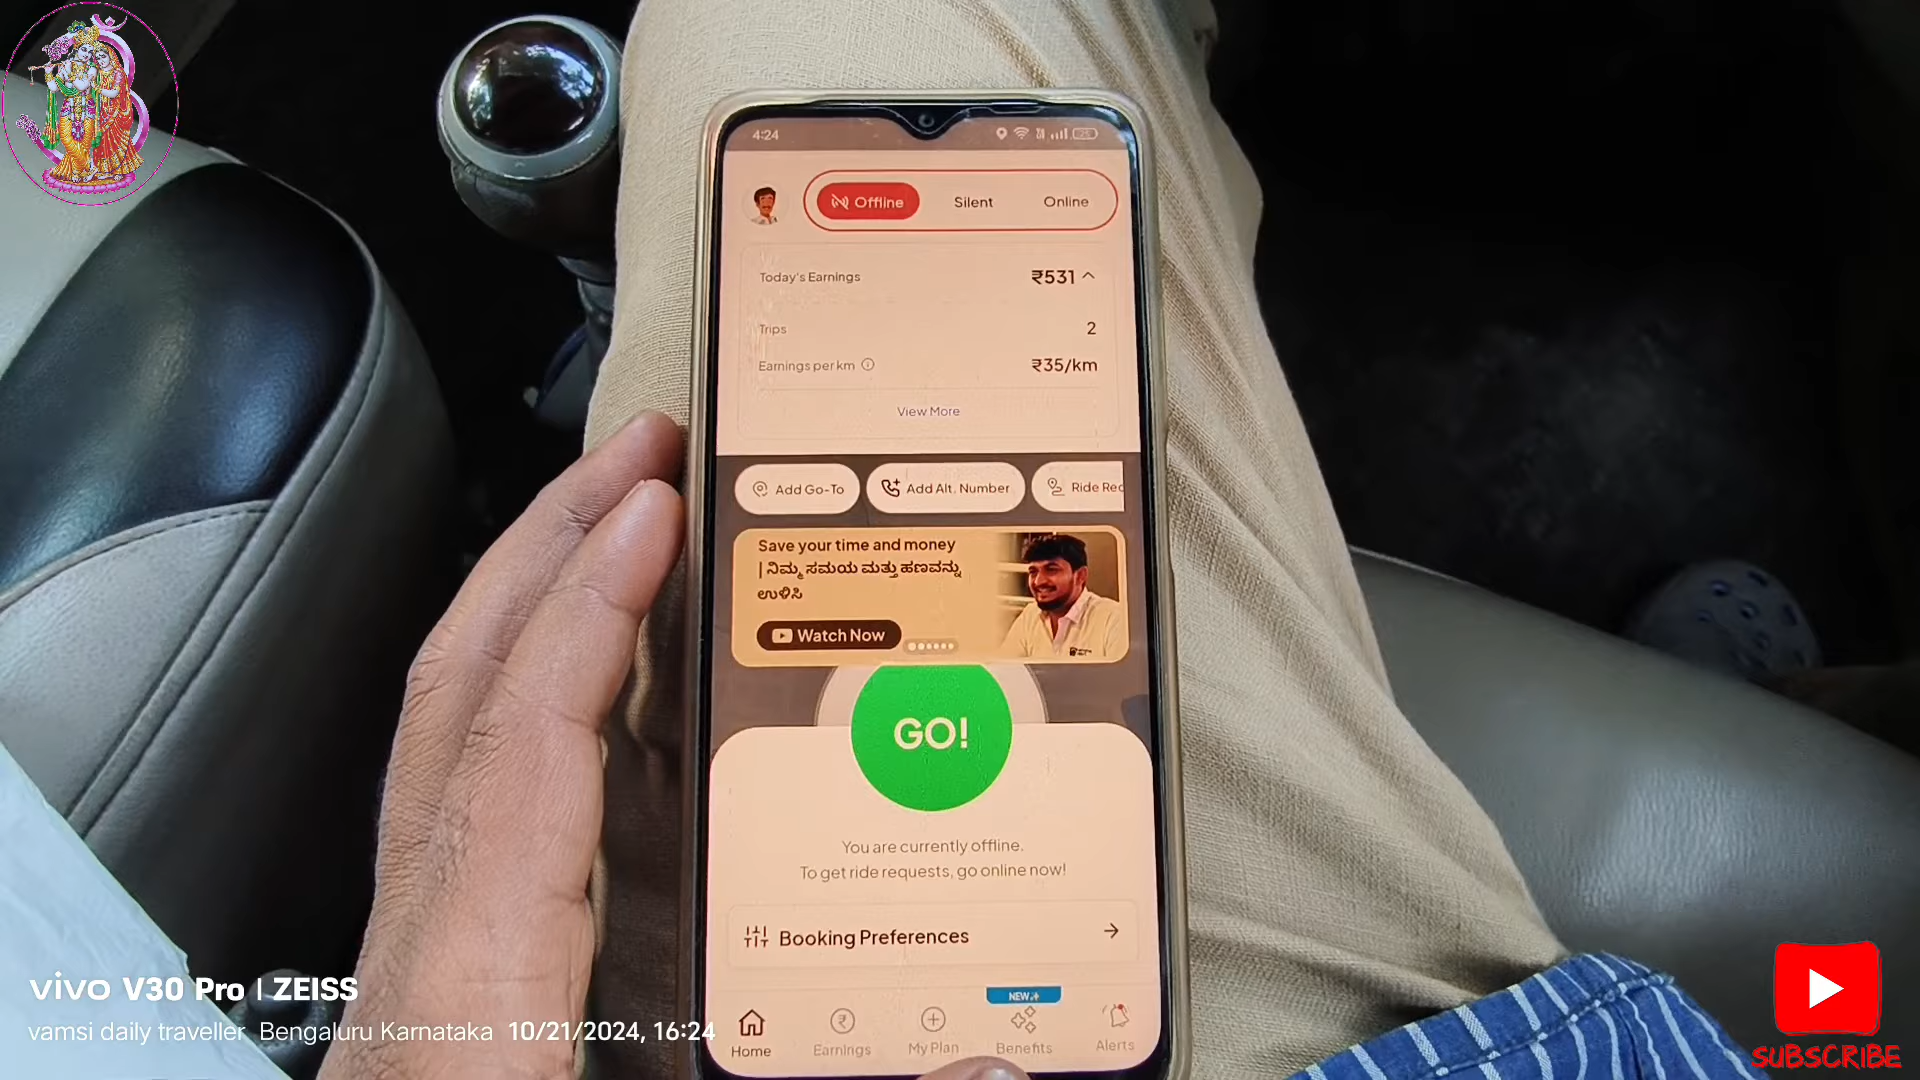 4:24
Offline
Silent
Online
Today's Earnings
₹531
Trips
2
Earnings per km
₹35/km
View More
Add Go-To
Add Alt. Number
Ride Rec
Save your time and money
| ನಿಮ್ಮ ಸಮಯ ಮತ್ತು ಹಣವನ್ನು
ಉಳಿಸಿ
Watch Now
GO!
You are currently offline.
To get ride requests, go online now!
Booking Preferences
NEW
Home
Earnings
My Plan
Benefits
Alerts
vivo V30 Pro | ZEISS
vamsi daily traveller Bengaluru Karnataka 10/21/2024, 16:24
SUBSCRIBE